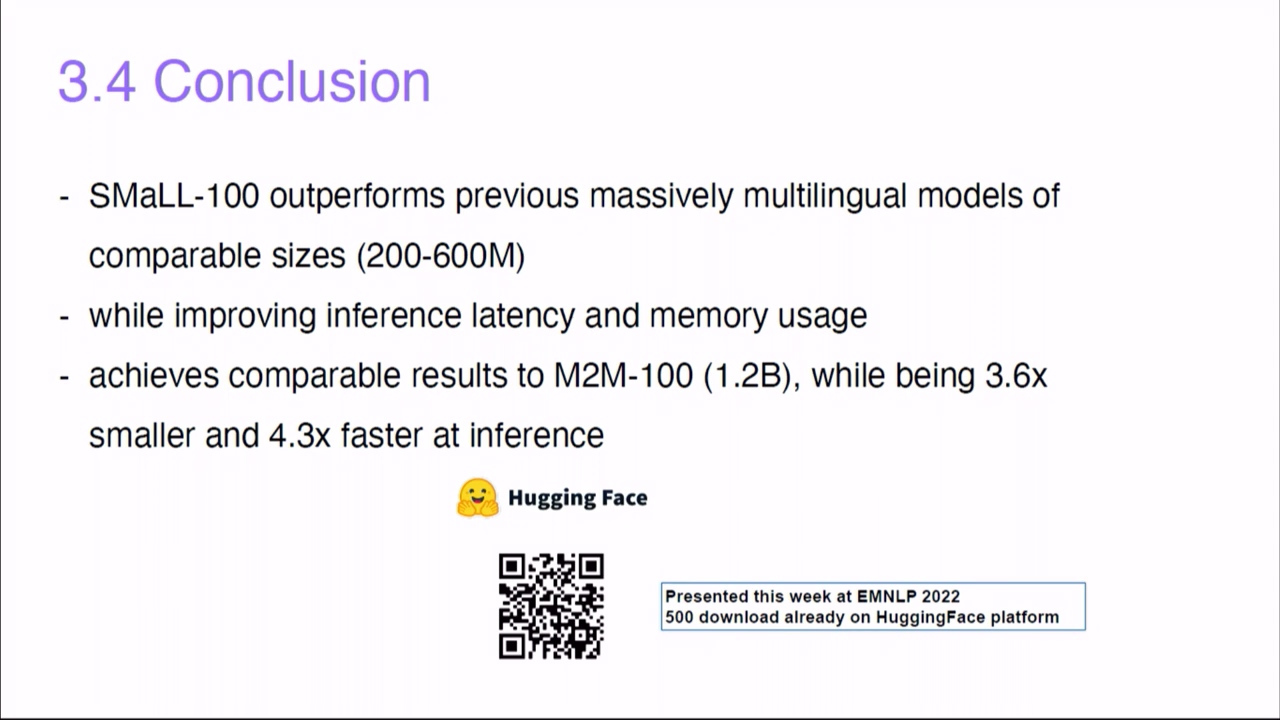 3.4 Conclusion
- SMaLL-100 outperforms previous massively multilingual models of
comparable sizes (200-600M)
- while improving inference latency and memory usage
- achieves comparable results to M2M-100 (1.2B), while being 3.6x
smaller and 4.3x faster at inference
Hugging Face
Presented this week at EMNLP 2022
500 download already on HuggingFace platform